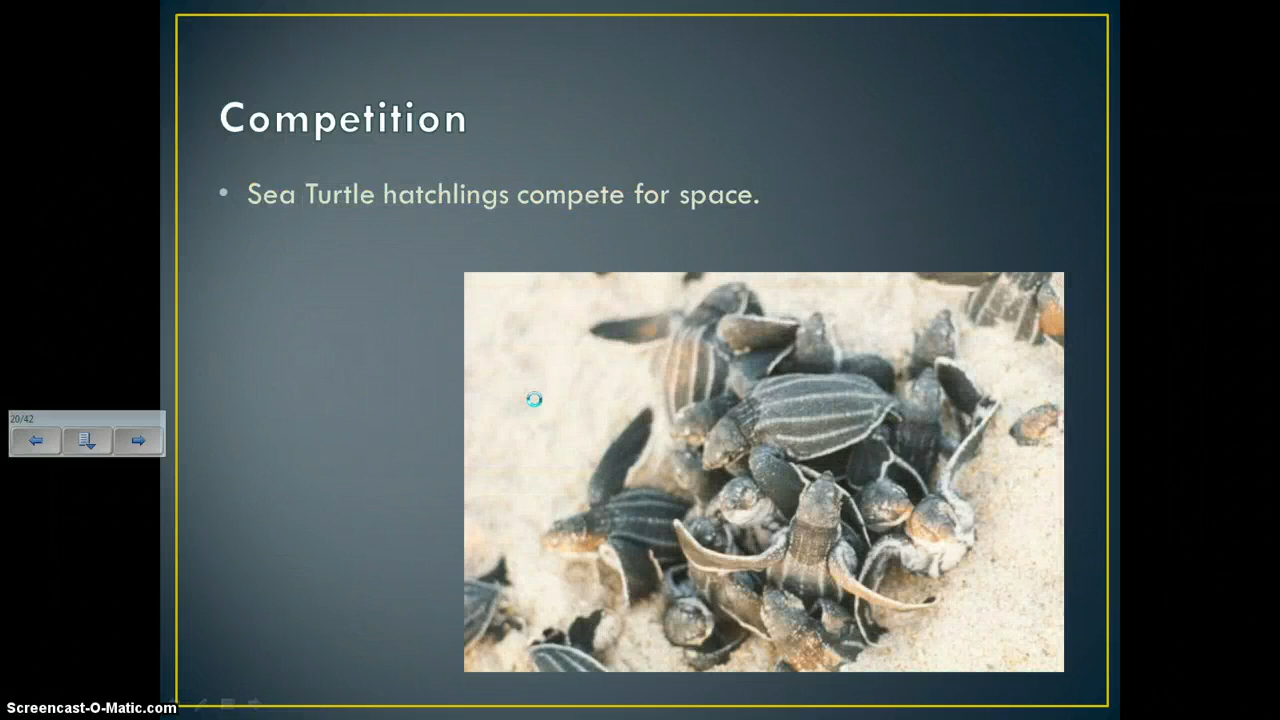 Competition
• Sea Turtle hatchlings compete for space.
20/42
Screencast-O-Matic.com